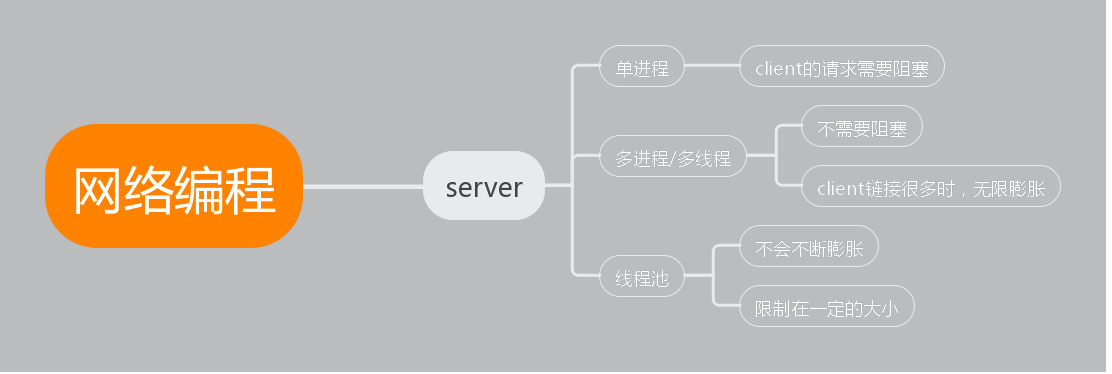 网络编程
server
单进程
client的请求需要阻塞
多进程/多线程
不需要阻塞
client链接很多时，无限膨胀
线程池
不会不断膨胀
限制在一定的大小